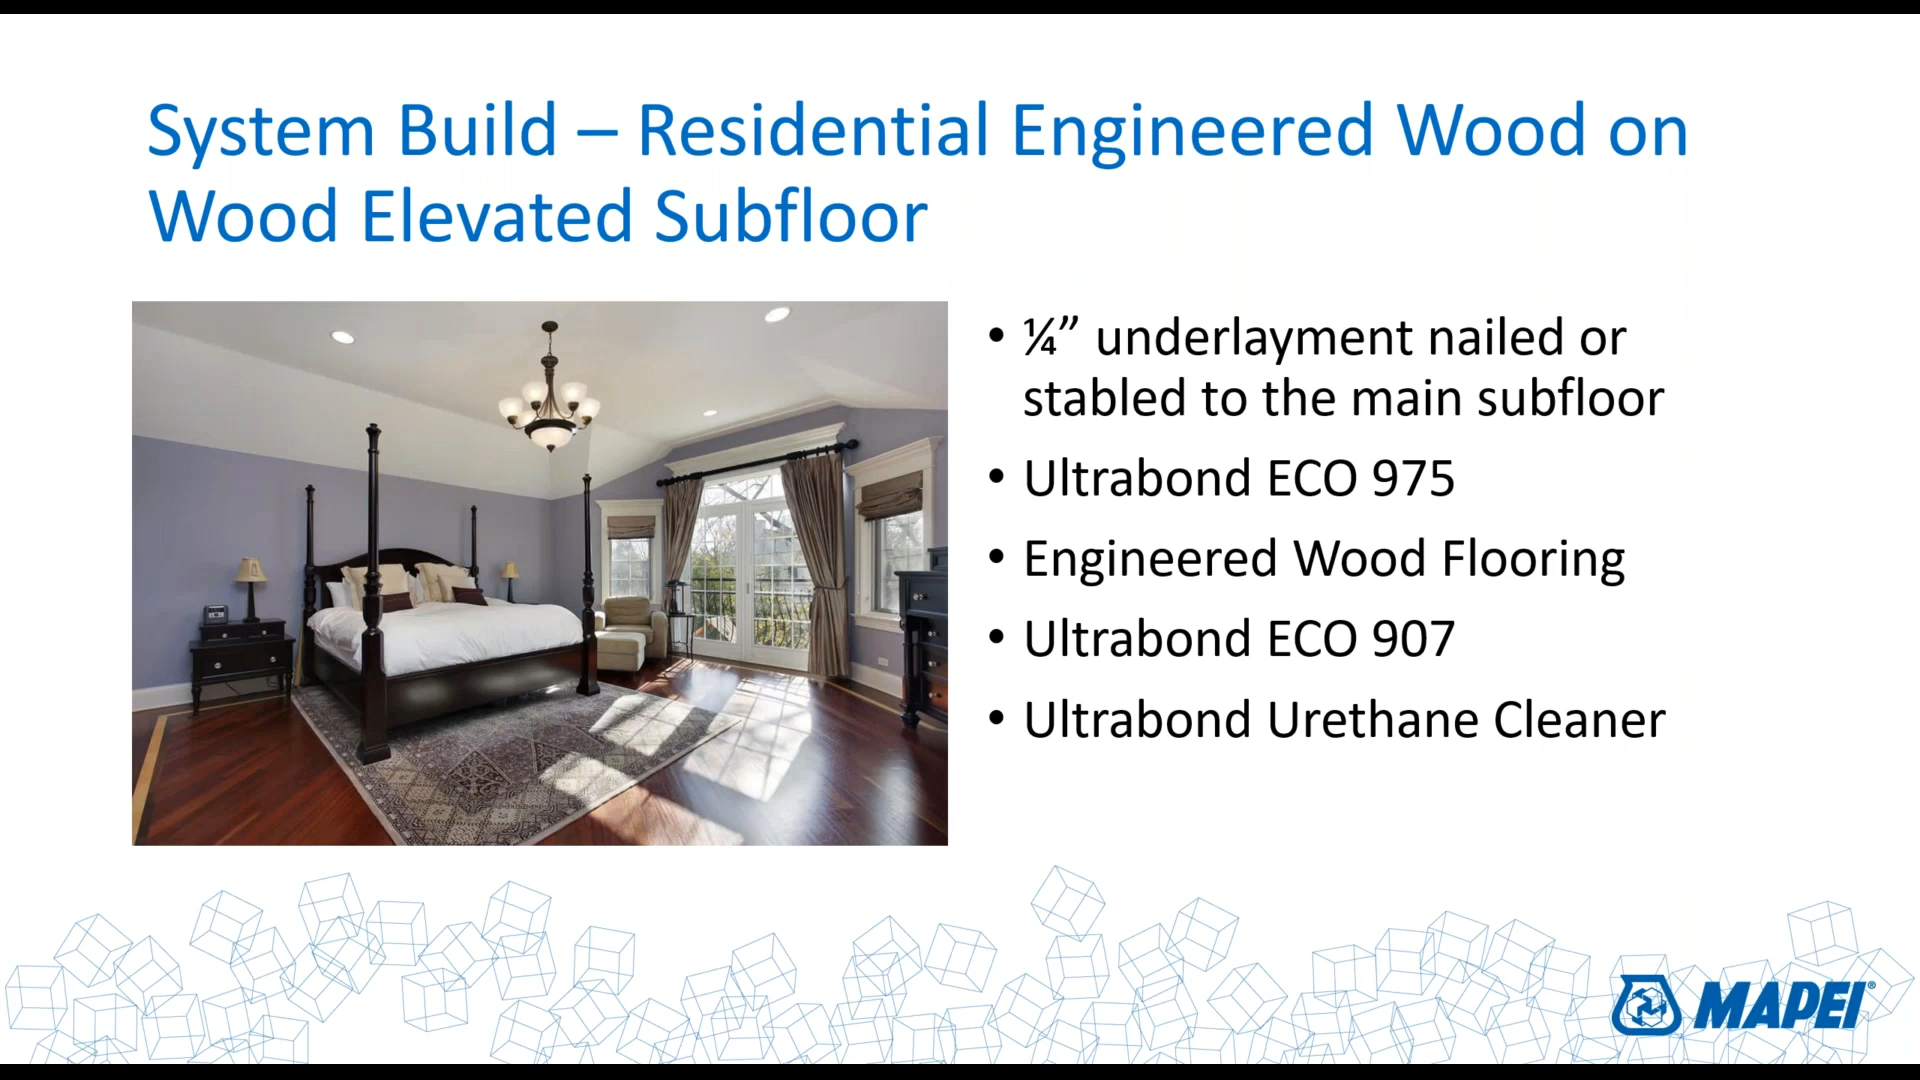 System Build – Residential Engineered Wood on
Wood Elevated Subfloor
• ¼” underlayment nailed or
stabled to the main subfloor
• Ultrabond ECO 975
• Engineered Wood Flooring
• Ultrabond ECO 907
• Ultrabond Urethane Cleaner
MAPEI®